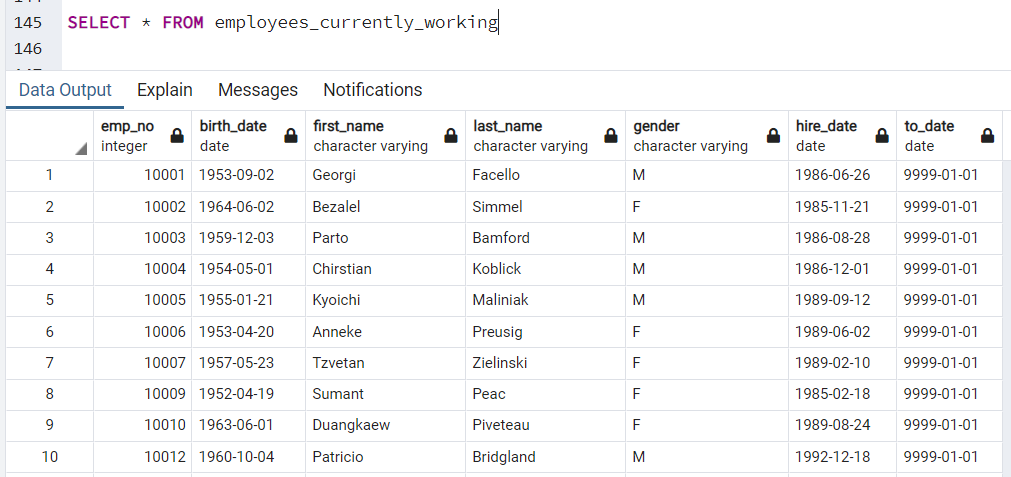 145 SELECT * FROM employees_currently_working
146
Data Output Explain Messages Notifications
emp_no birth_date first_name last_name gender hire_date to_date
integer date character varying character varying character varying date date
1 10001 1953-09-02 Georgi Facello M 1986-06-26 9999-01-01
2 10002 1964-06-02 Bezalel Simmel F 1985-11-21 9999-01-01
3 10003 1959-12-03 Parto Bamford M 1986-08-28 9999-01-01
4 10004 1954-05-01 Chirstian Koblick M 1986-12-01 9999-01-01
5 10005 1955-01-21 Kyoichi Maliniak M 1989-09-12 9999-01-01
6 10006 1953-04-20 Anneke Preusig F 1989-06-02 9999-01-01
7 10007 1957-05-23 Tzvetan Zielinski F 1989-02-10 9999-01-01
8 10009 1952-04-19 Sumant Peac F 1985-02-18 9999-01-01
9 10010 1963-06-01 Duangkaew Piveteau F 1989-08-24 9999-01-01
10 10012 1960-10-04 Patricio Bridgland M 1992-12-18 9999-01-01